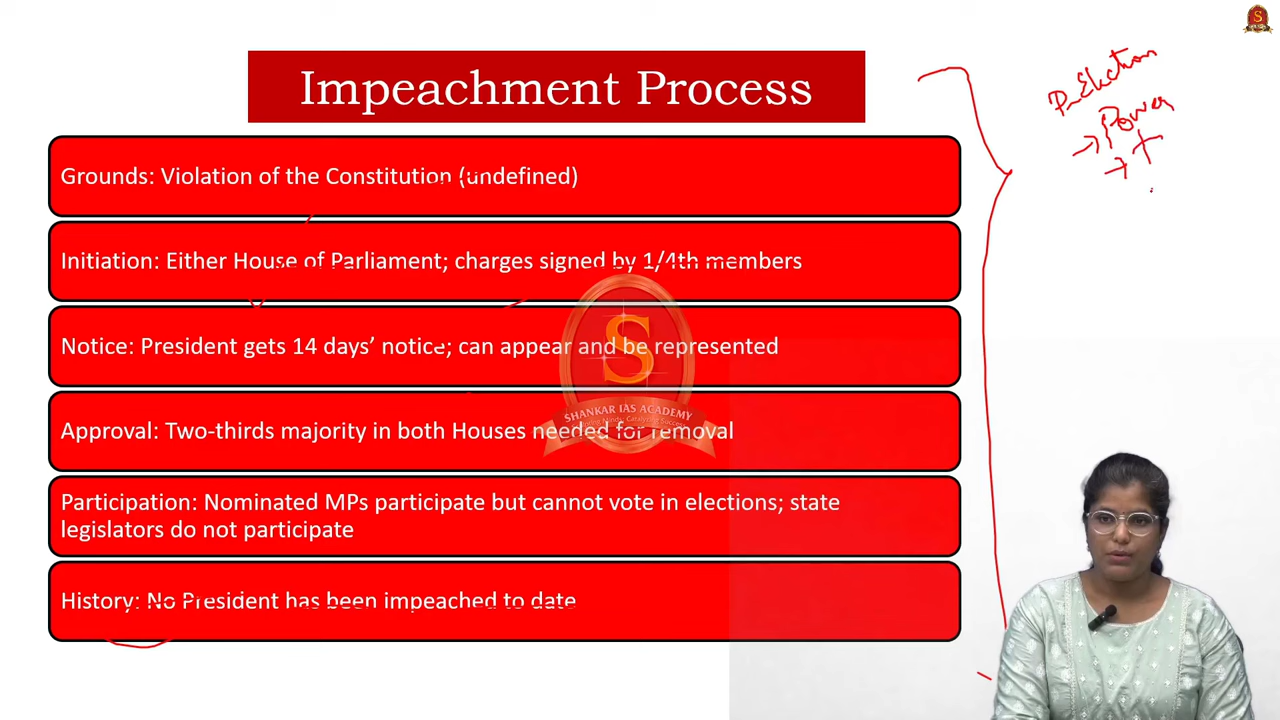 Impeachment Process
Grounds: Violation of the Constitution (undefined)
Initiation: Either House of Parliament; charges signed by 1/4th members
Notice: President gets 14 days’ notice; can appear and be represented
Approval: Two-thirds majority in both Houses needed for removal
Participation: Nominated MPs participate but cannot vote in elections; state
legislators do not participate
History: No President has been impeached to date
S
SHANKAR IAS ACADEMY
Election
→ Power